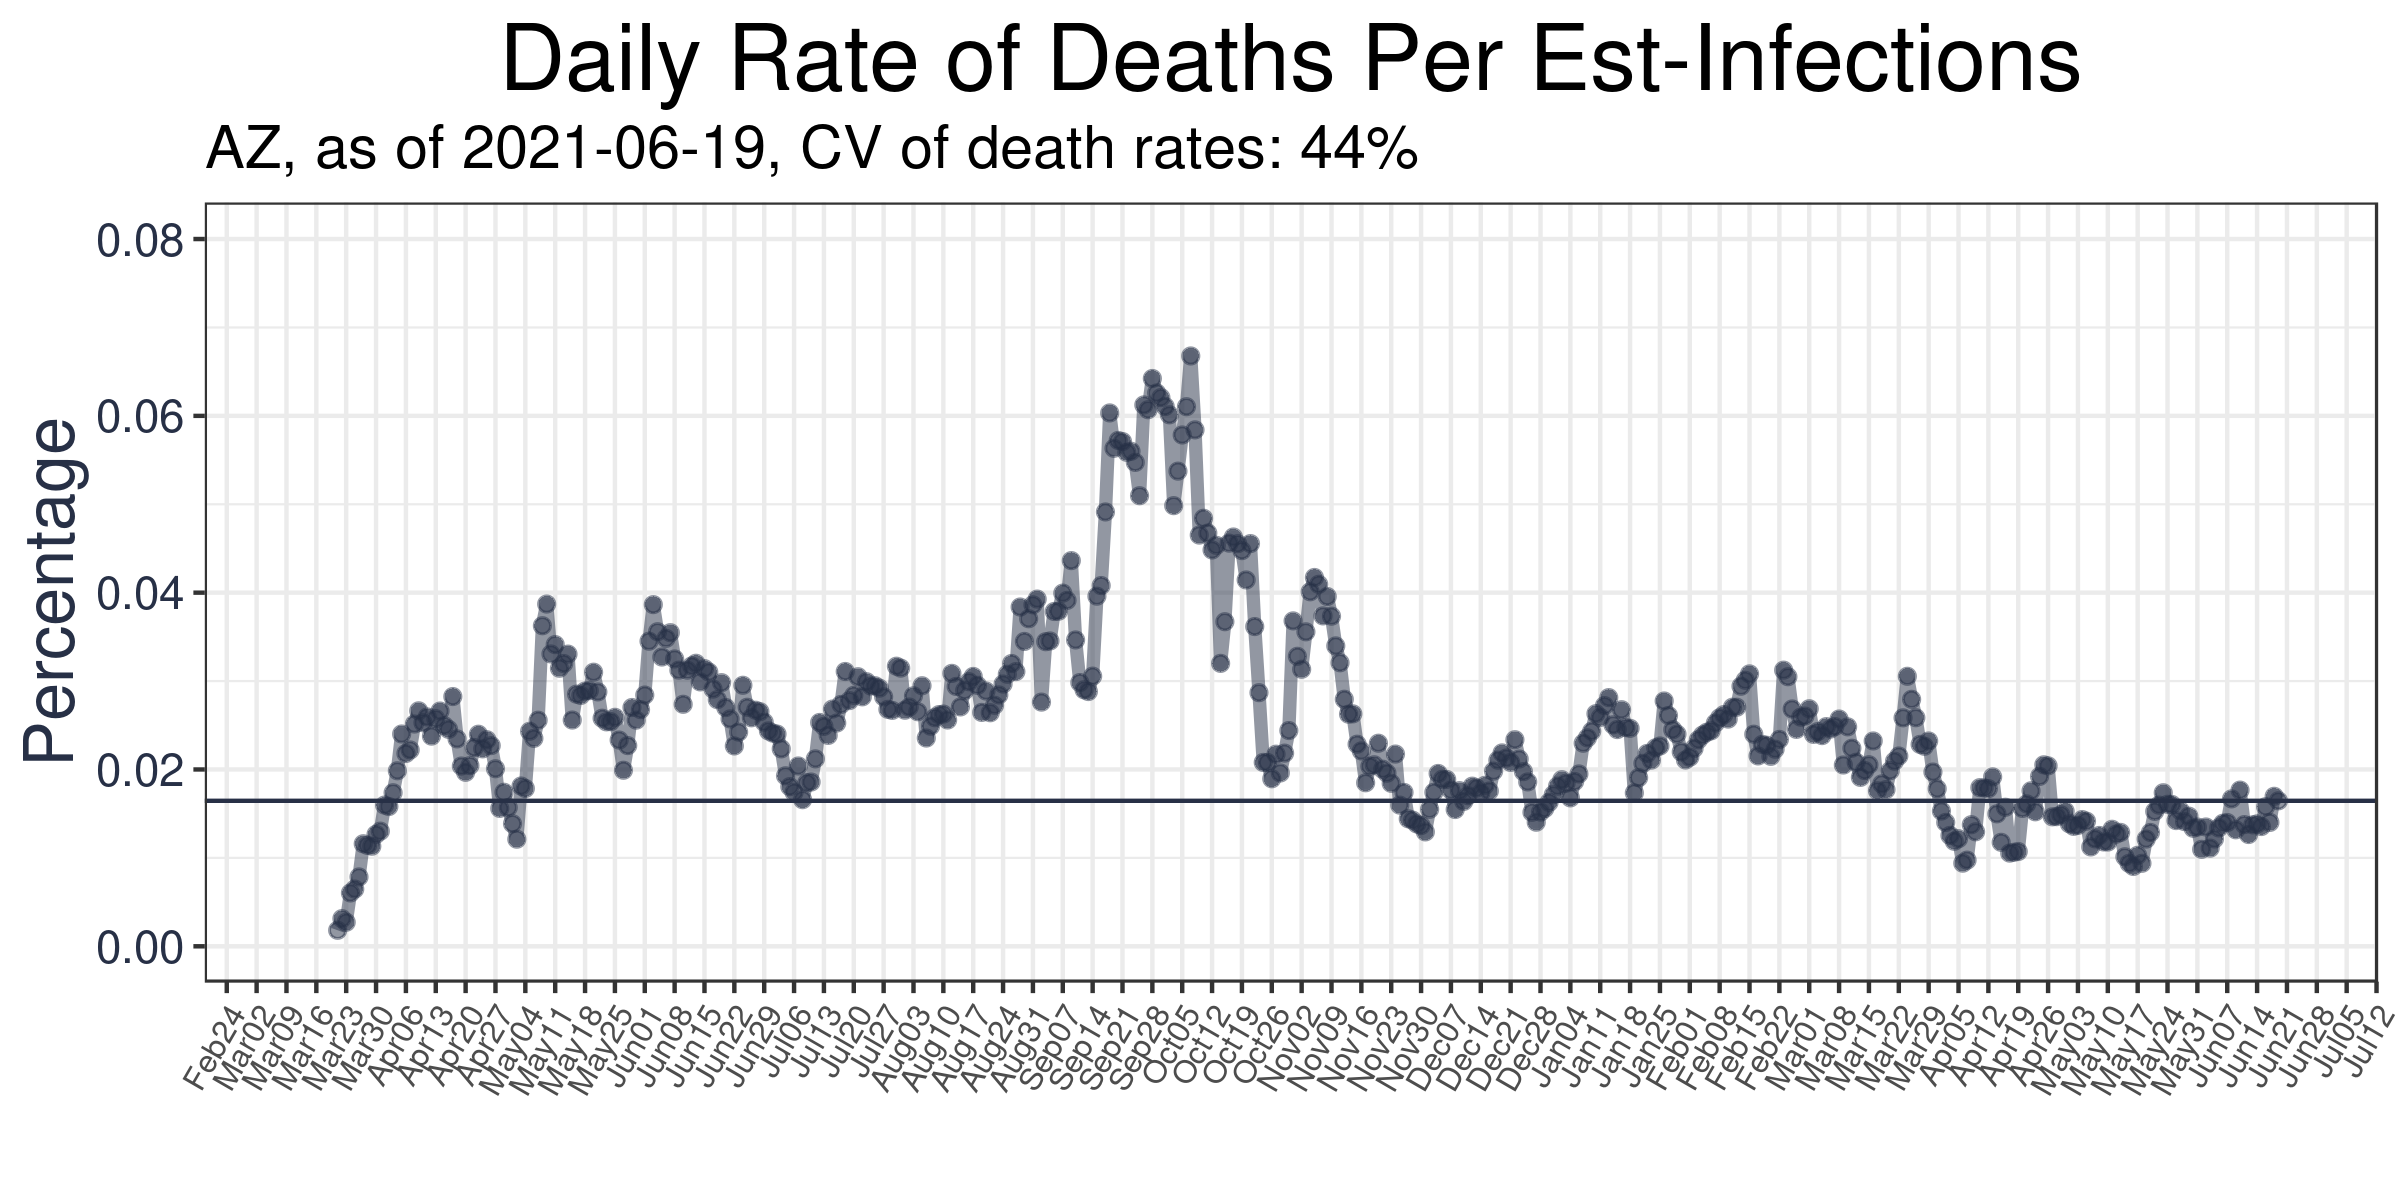 Daily Rate of Deaths Per Est-Infections
AZ, as of 2021-06-19, CV of death rates: 44%
Percentage
0.08
0.06
0.04
0.02
0.00
Feb24
Mar02
Mar09
Mar16
Mar23
Mar30
Apr06
Apr13
Apr20
Apr27
May04
May11
May18
May25
Jun01
Jun08
Jun15
Jun22
Jun29
Jul06
Jul13
Jul20
Jul27
Aug03
Aug10
Aug17
Aug24
Aug31
Sep07
Sep14
Sep21
Sep28
Oct05
Oct12
Oct19
Oct26
Nov02
Nov09
Nov16
Nov23
Nov30
Dec07
Dec14
Dec21
Dec28
Jan04
Jan11
Jan18
Jan25
Feb01
Feb08
Feb15
Feb22
Mar01
Mar08
Mar15
Mar22
Mar29
Apr05
Apr12
Apr19
Apr26
May03
May10
May17
May24
May31
Jun07
Jun14
Jun21
Jun28
Jul05
Jul12